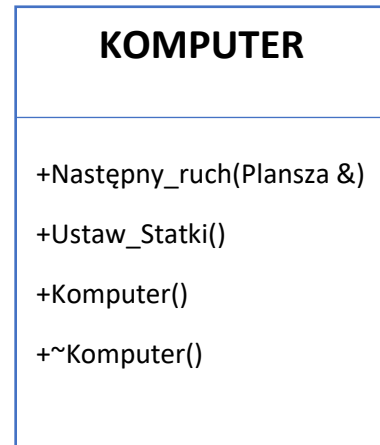 KOMPUTER
+Następny_ruch(Plansza &)
+Ustaw_Statki()
+Komputer()
+~Komputer()